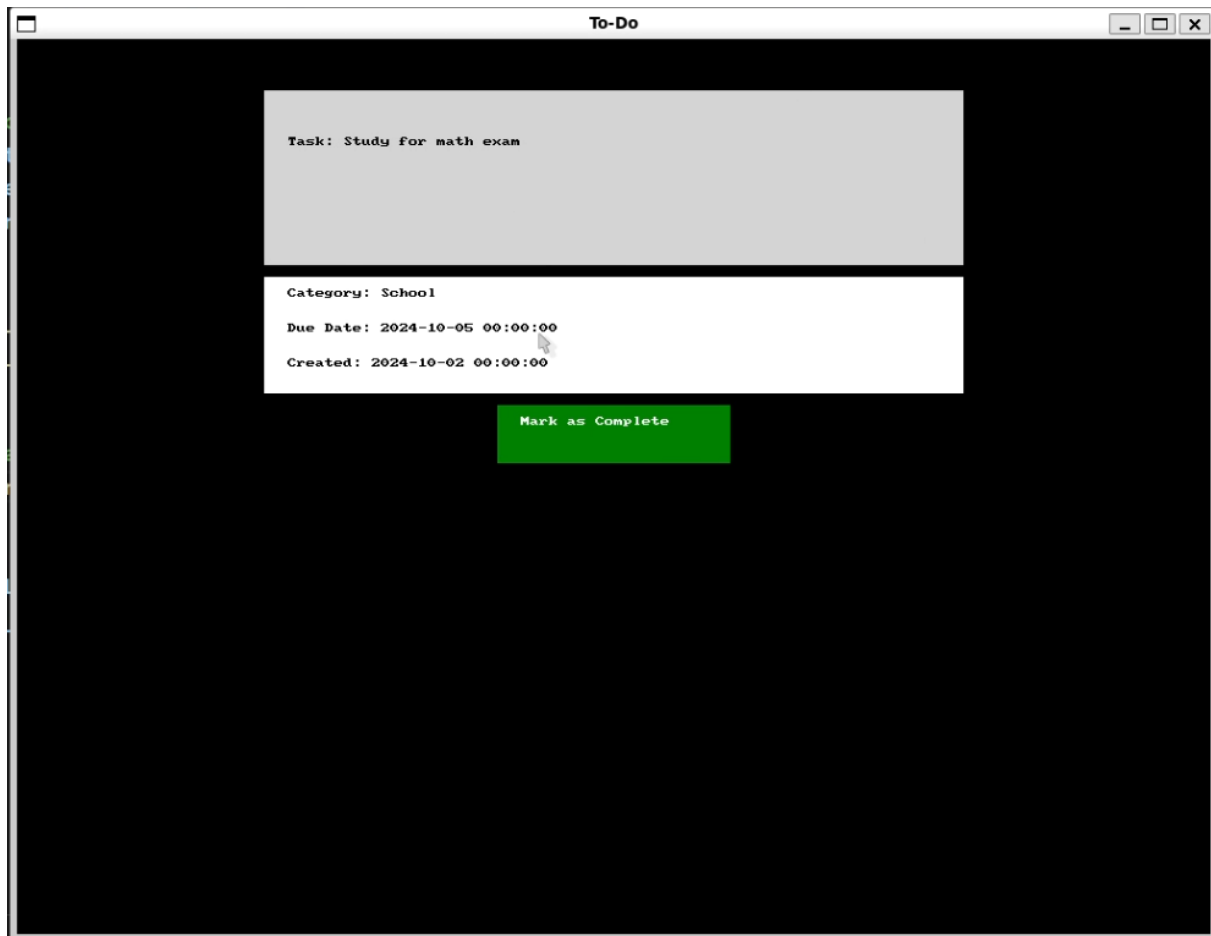 To-Do
Task: Study for math exam
Category: School
Due Date: 2024-10-05 00:00:00
Created: 2024-10-02 00:00:00
Mark as Complete